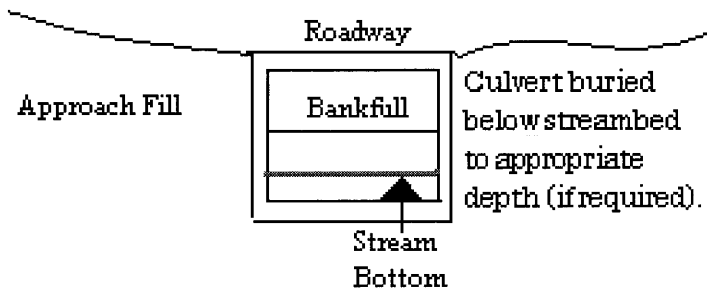 Roadway
Approach Fill
Bankfull
Culvert buried
below streambed
to appropriate
depth (if required).
Stream
Bottom